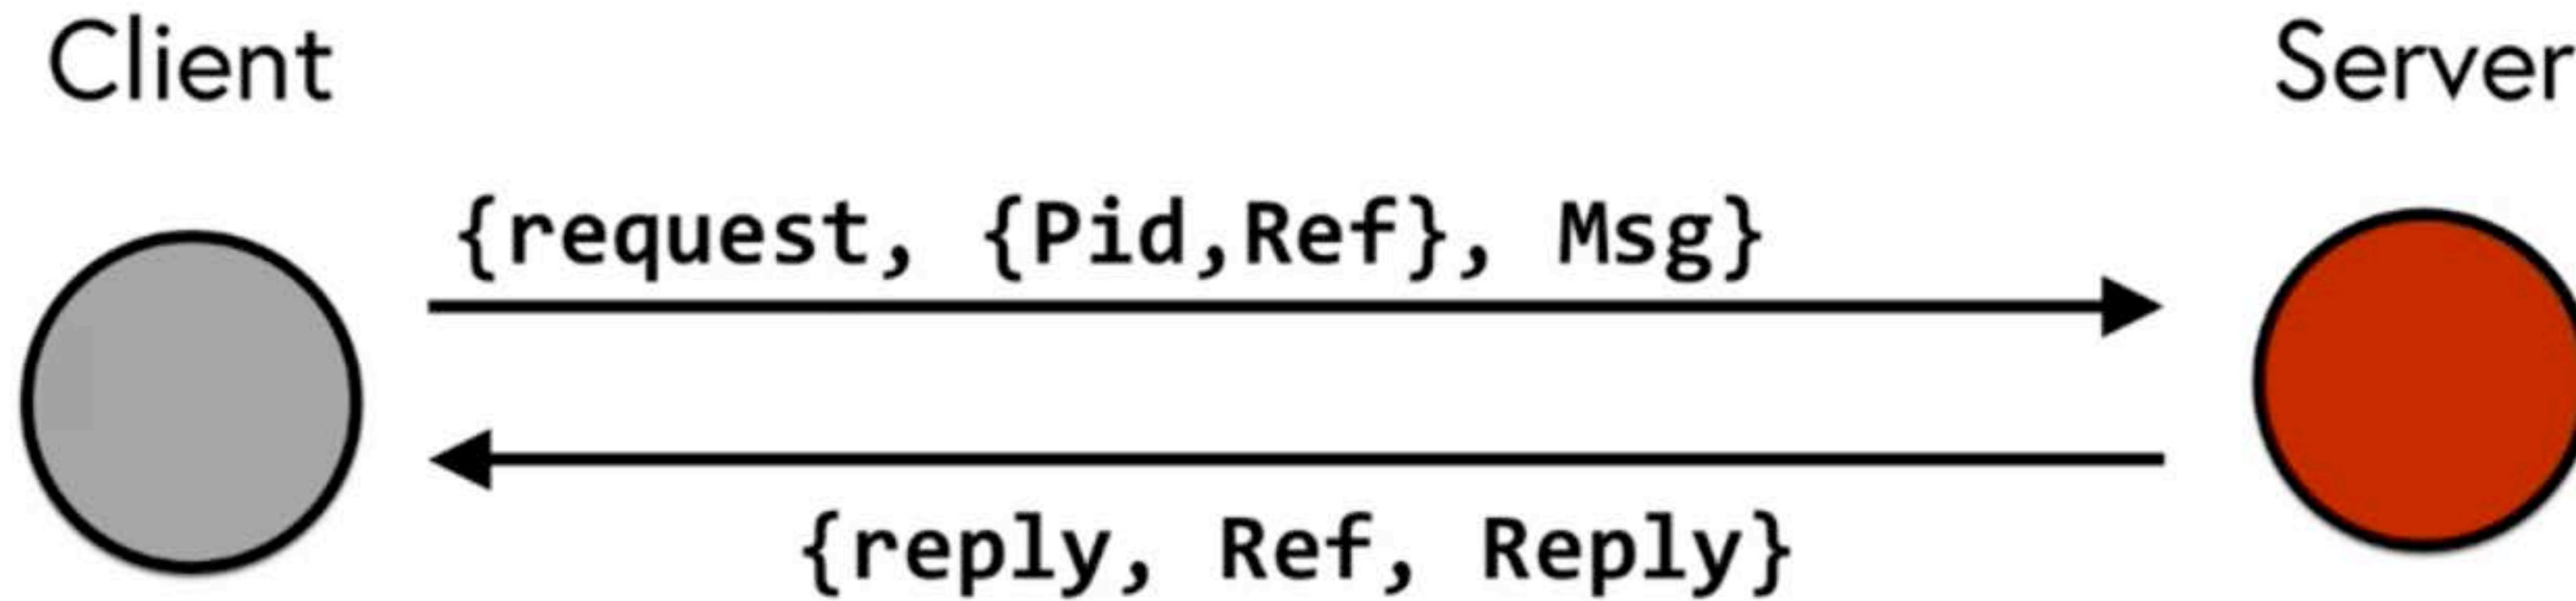 Client
Server
{request, {Pid,Ref}, Msg}
{reply, Ref, Reply}